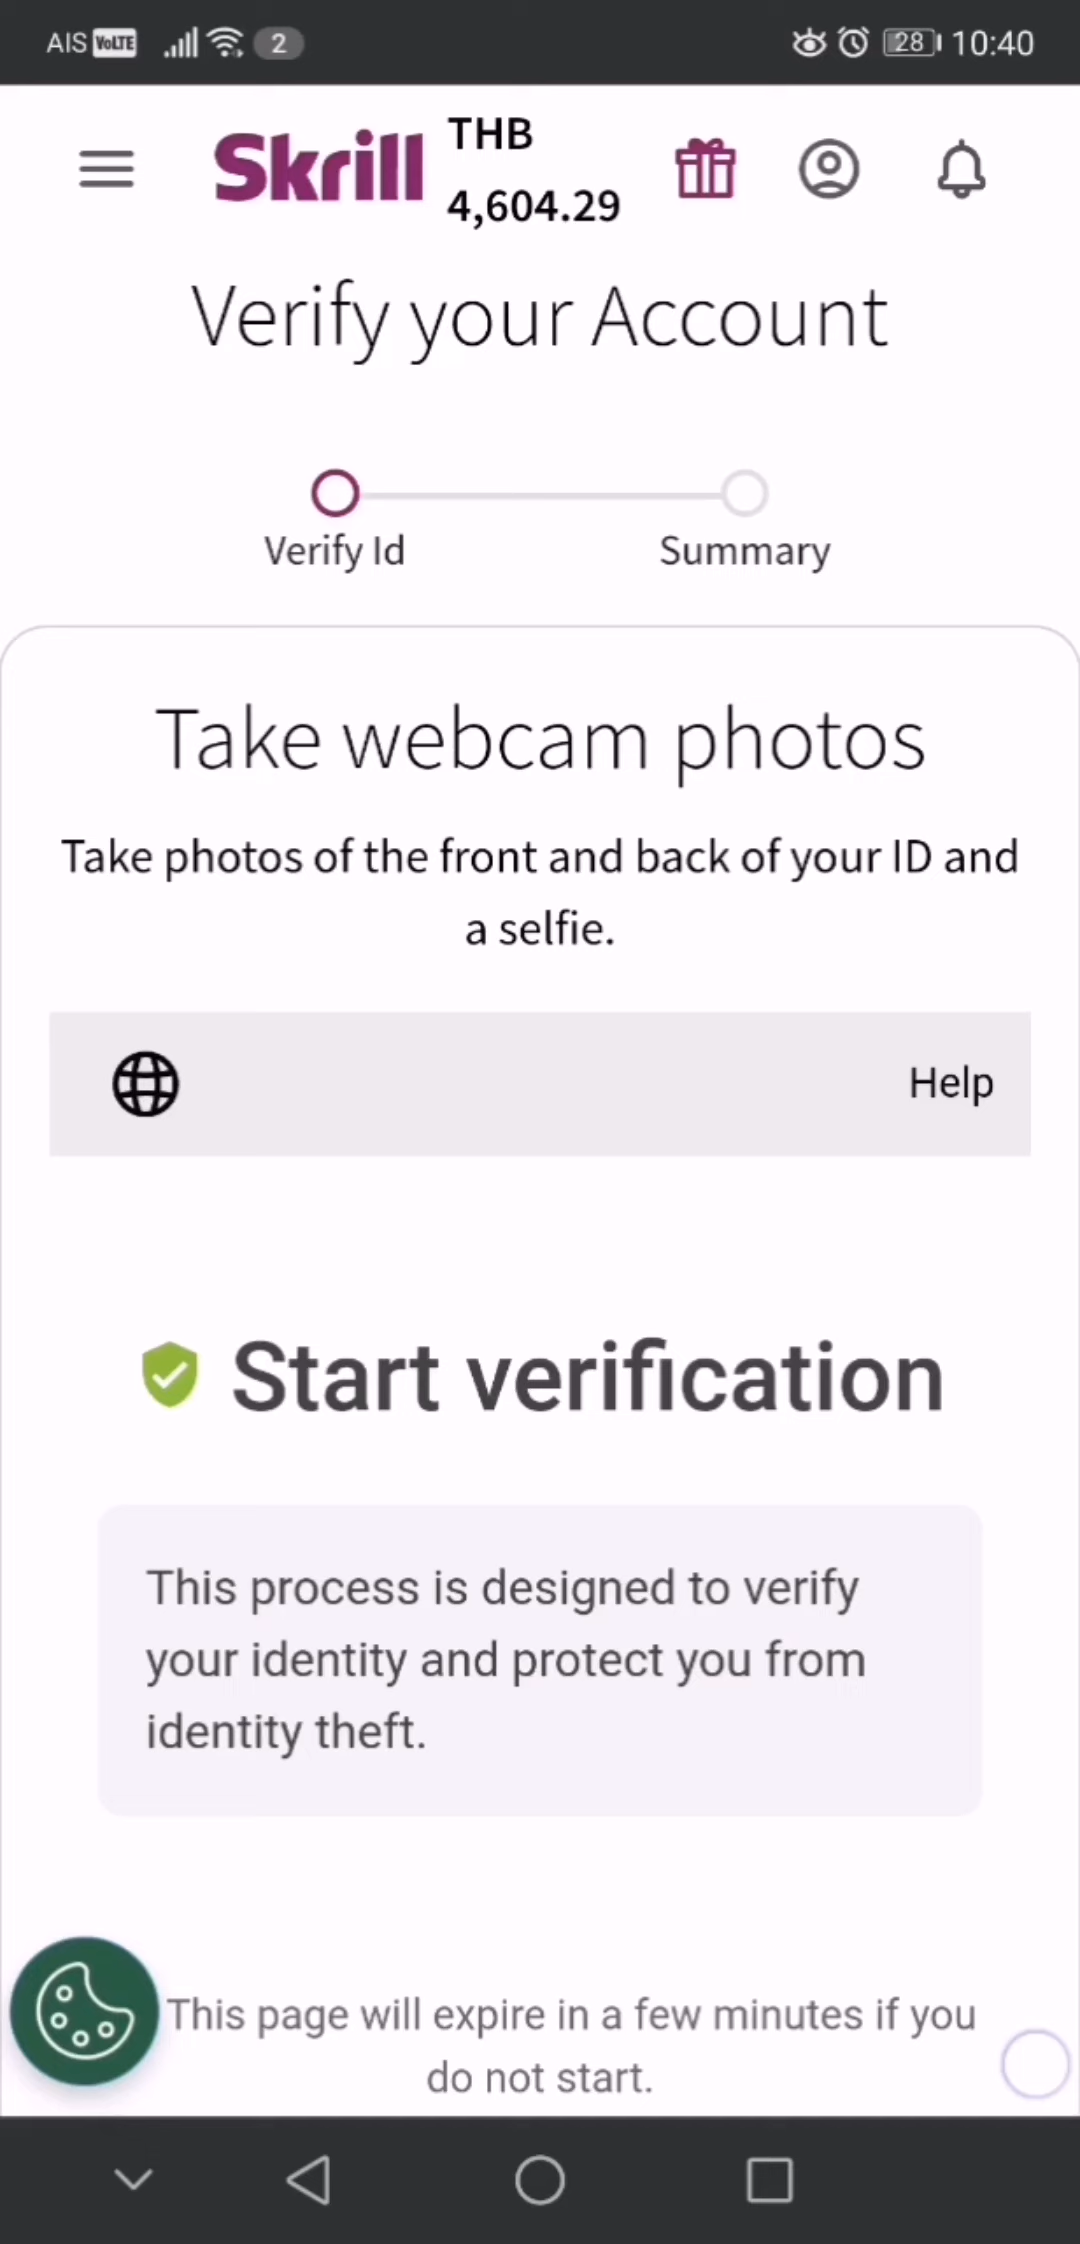 AIS VoLTE 2 28 10:40
Skrill THB
4,604.29
Verify your Account
Verify Id Summary
Take webcam photos
Take photos of the front and back of your ID and
a selfie.
Help
Start verification
This process is designed to verify
your identity and protect you from
identity theft.
This page will expire in a few minutes if you
do not start.